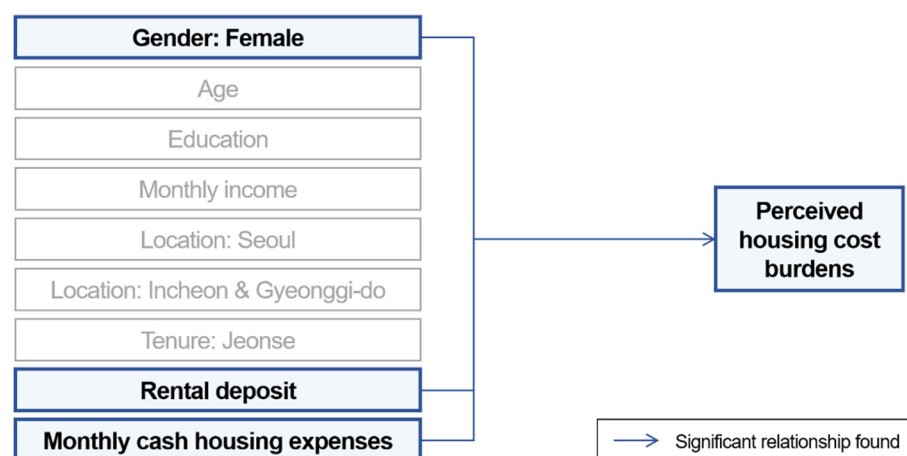 Gender: Female
Age
Education
Monthly income
Location: Seoul
Location: Incheon & Gyeonggi-do
Tenure: Jeonse
Rental deposit
Monthly cash housing expenses
Perceived
housing cost
burdens
Significant relationship found